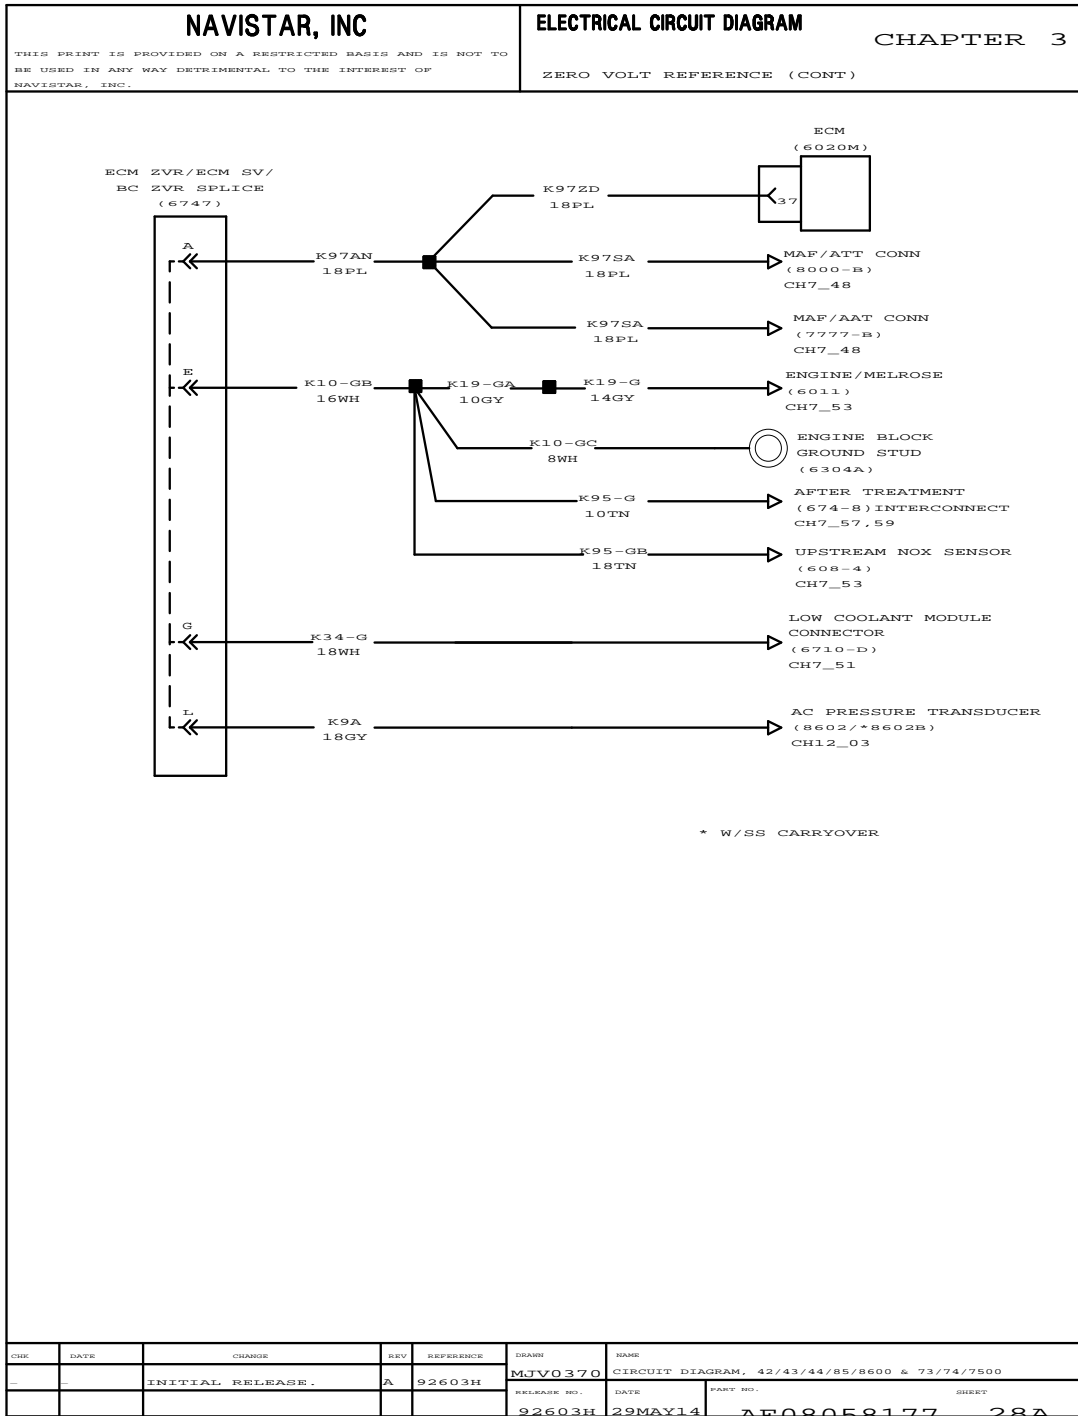 NAVISTAR, INC
THIS PRINT IS PROVIDED ON A RESTRICTED BASIS AND IS NOT TO
BE USED IN ANY WAY DETRIMENTAL TO THE INTEREST OF
NAVISTAR, INC.
ELECTRICAL CIRCUIT DIAGRAM
CHAPTER 3
ZERO VOLT REFERENCE (CONT)
ECM
(6020M)
37
ECM ZVR/ECM SV/
BC ZVR SPLICE
(6747)
K97ZD
18PL
A
K97AN
18PL
K97SA
18PL
MAF/ATT CONN
(8000-B)
CH7_48
K97SA
18PL
MAF/AAT CONN
(7777-B)
CH7_48
E
K10-GB
16WH
K19-GA
10GY
K19-G
14GY
ENGINE/MELROSE
(6011)
CH7_53
K10-GC
8WH
ENGINE BLOCK
GROUND STUD
(6304A)
K95-G
10TN
AFTER TREATMENT
(674-8)INTERCONNECT
CH7_57,59
K95-GB
18TN
UPSTREAM NOX SENSOR
(608-4)
CH7_53
G
K34-G
18WH
LOW COOLANT MODULE
CONNECTOR
(6710-D)
CH7_51
L
K9A
18GY
AC PRESSURE TRANSDUCER
(8602/*8602B)
CH12_03
* W/SS CARRYOVER
CHK DATE CHANGE REV REFERENCE
- - INITIAL RELEASE. A 92603H
DRAWN
MJV0370
NAME
CIRCUIT DIAGRAM, 42/43/44/85/8600 & 73/74/7500
RELEASE NO.
92603H
DATE
29MAY14
PART NO.
AE08058177
SHEET
28A